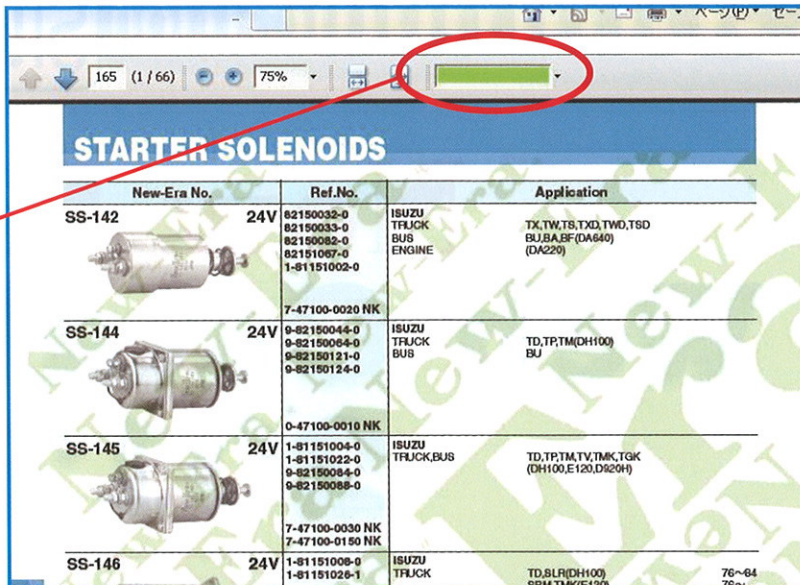 ページ(P)
165 (1 / 66) 75%
STARTER SOLENOIDS
New-Era No. Ref.No. Application
SS-142 24V 82150032-0 ISUZU
82150033-0 TRUCK TX,TW,TS,TXD,TWD,TSD
82150082-0 BUS BU,BA,BF(DA640)
82151067-0 ENGINE (DA220)
1-81151002-0
7-47100-0020 NK
SS-144 24V 9-82150044-0 ISUZU
9-82150064-0 TRUCK TD,TP,TM(DH100)
9-82150121-0 BUS BU
9-82150124-0
0-47100-0010 NK
SS-145 24V 1-81151004-0 ISUZU
1-81151022-0 TRUCK,BUS TD,TP,TM,TV,TMK,TGK
9-82150084-0 (DH100,E120,D920H)
9-82150088-0
7-47100-0030 NK
7-47100-0150 NK
SS-146 24V 1-81151008-0 ISUZU
1-81151026-1 TRUCK TD,SLR(DH100) 76~84
New-Era